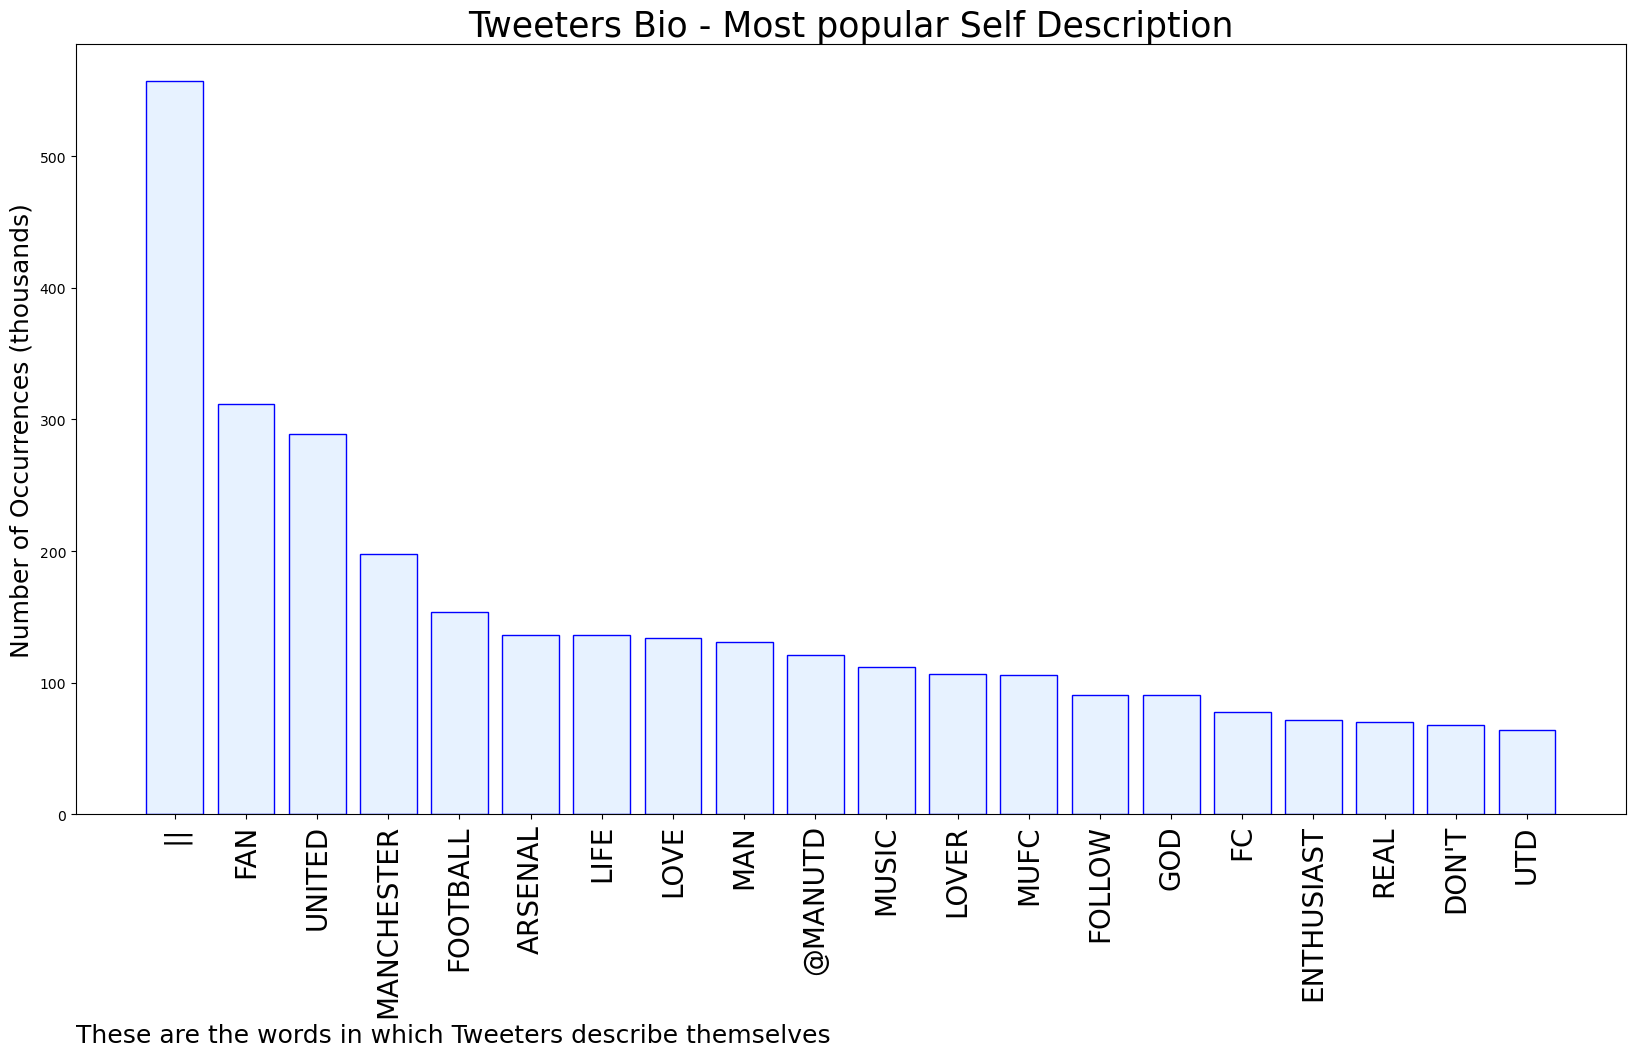 Tweeters Bio - Most popular Self Description
Number of Occurrences (thousands)
500
400
300
200
100
0
||
FAN
UNITED
MANCHESTER
FOOTBALL
ARSENAL
LIFE
LOVE
MAN
@MANUTD
MUSIC
LOVER
MUFC
FOLLOW
GOD
FC
ENTHUSIAST
REAL
DON'T
UTD
These are the words in which Tweeters describe themselves